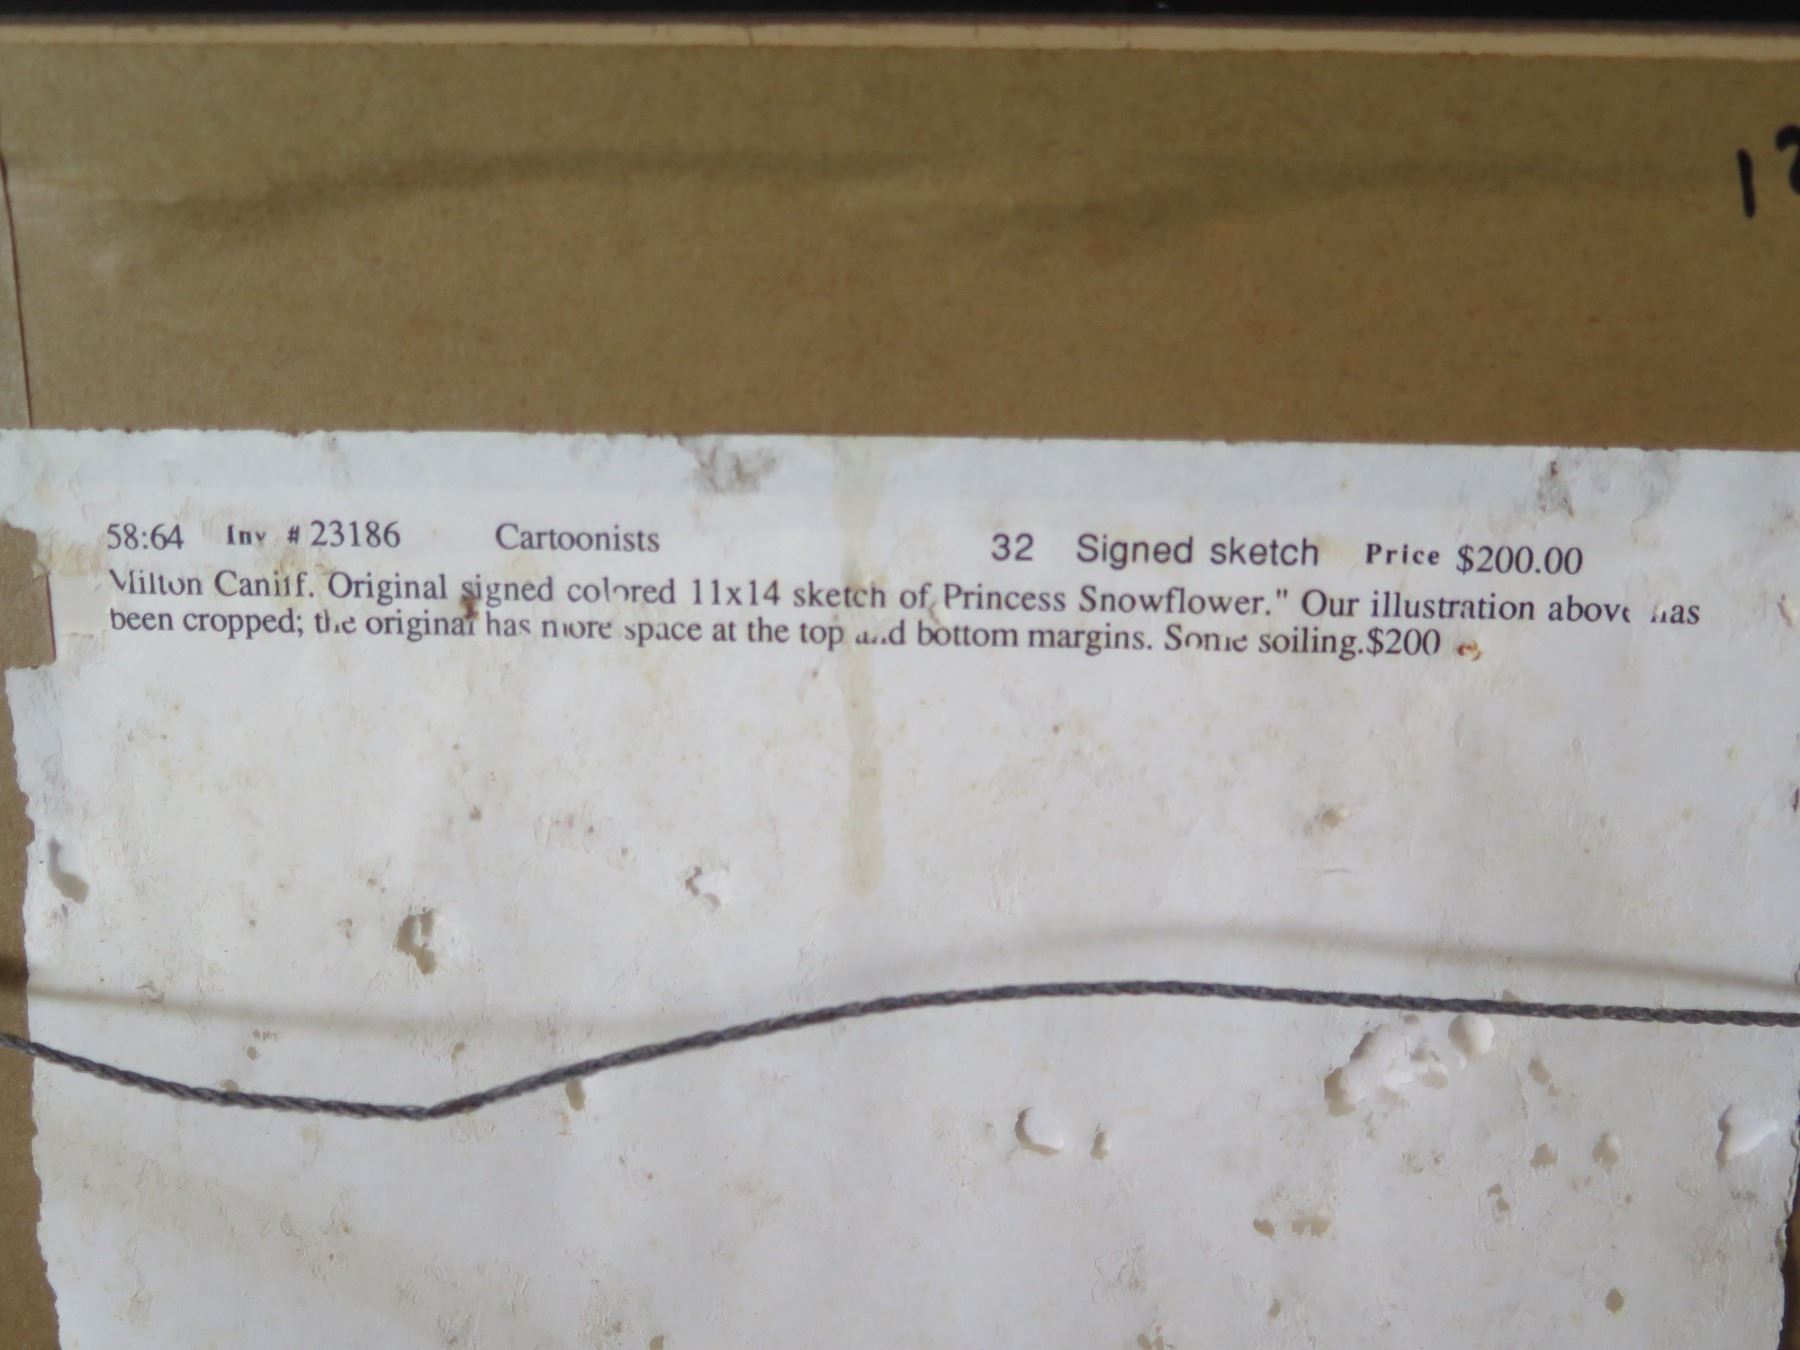 58:64 Inv # 23186 Cartoonists 32 Signed sketch Price $200.00
Milton Caniff. Original signed colored 11x14 sketch of Princess Snowflower." Our illustration above has
been cropped; the original has more space at the top and bottom margins. Some soiling.$200